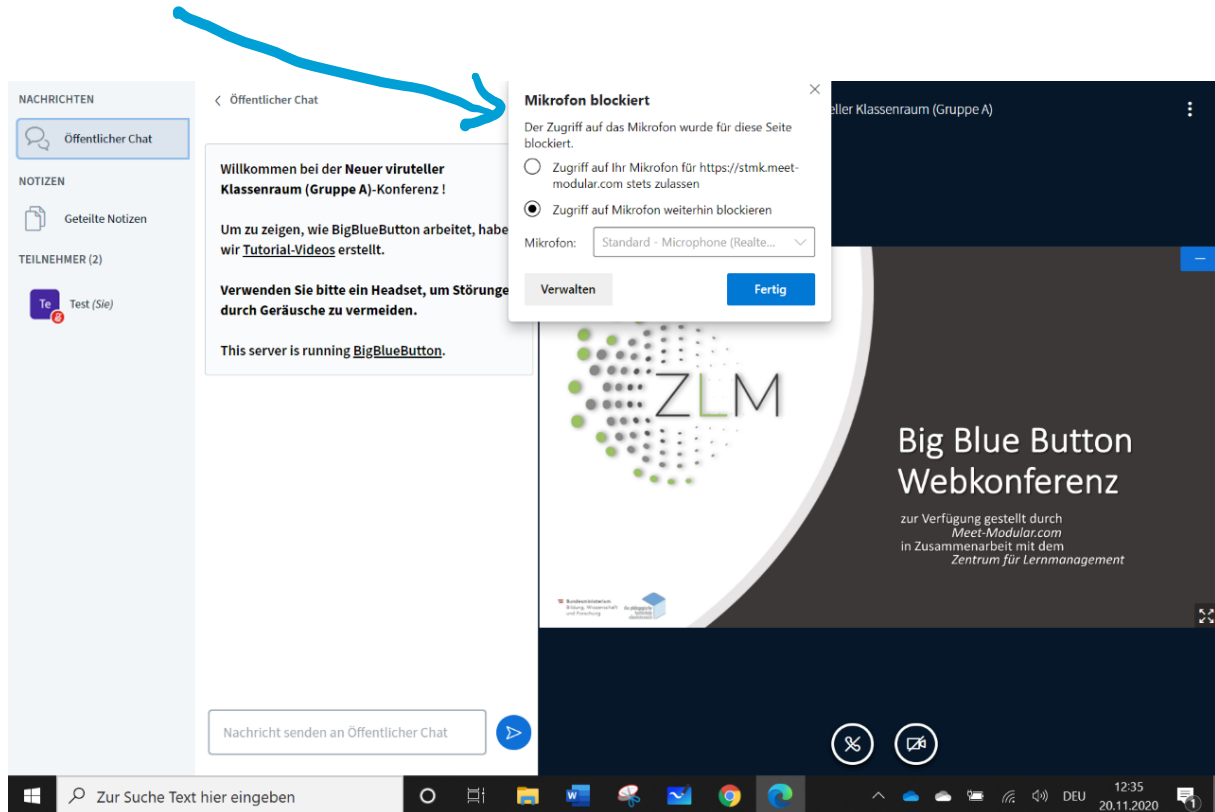 NACHRICHTEN
Öffentlicher Chat
NOTIZEN
Geteilte Notizen
TEILNEHMER (2)
Te
Test (Sie)
Öffentlicher Chat
Willkommen bei der Neuer viruteller
Klassenraum (Gruppe A)-Konferenz !
Um zu zeigen, wie BigBlueButton arbeitet, habe
wir Tutorial-Videos erstellt.
Verwenden Sie bitte ein Headset, um Störunge
durch Geräusche zu vermeiden.
This server is running BigBlueButton.
Nachricht senden an Öffentlicher Chat
Mikrofon blockiert
Der Zugriff auf das Mikrofon wurde für diese Seite
blockiert.
Zugriff auf Ihr Mikrofon für https://stmk.meet-
modular.com stets zulassen
Zugriff auf Mikrofon weiterhin blockieren
Mikrofon:
Standard - Microphone (Realte...
Verwalten
Fertig
eller Klassenraum (Gruppe A)
ZLM
Big Blue Button
Webkonferenz
zur Verfügung gestellt durch
Meet-Modular.com
in Zusammenarbeit mit dem
Zentrum für Lernmanagement
Bundesministerium
Bildung, Wissenschaft
und Forschung
Zur Suche Text hier eingeben
DEU
12:35
20.11.2020
1